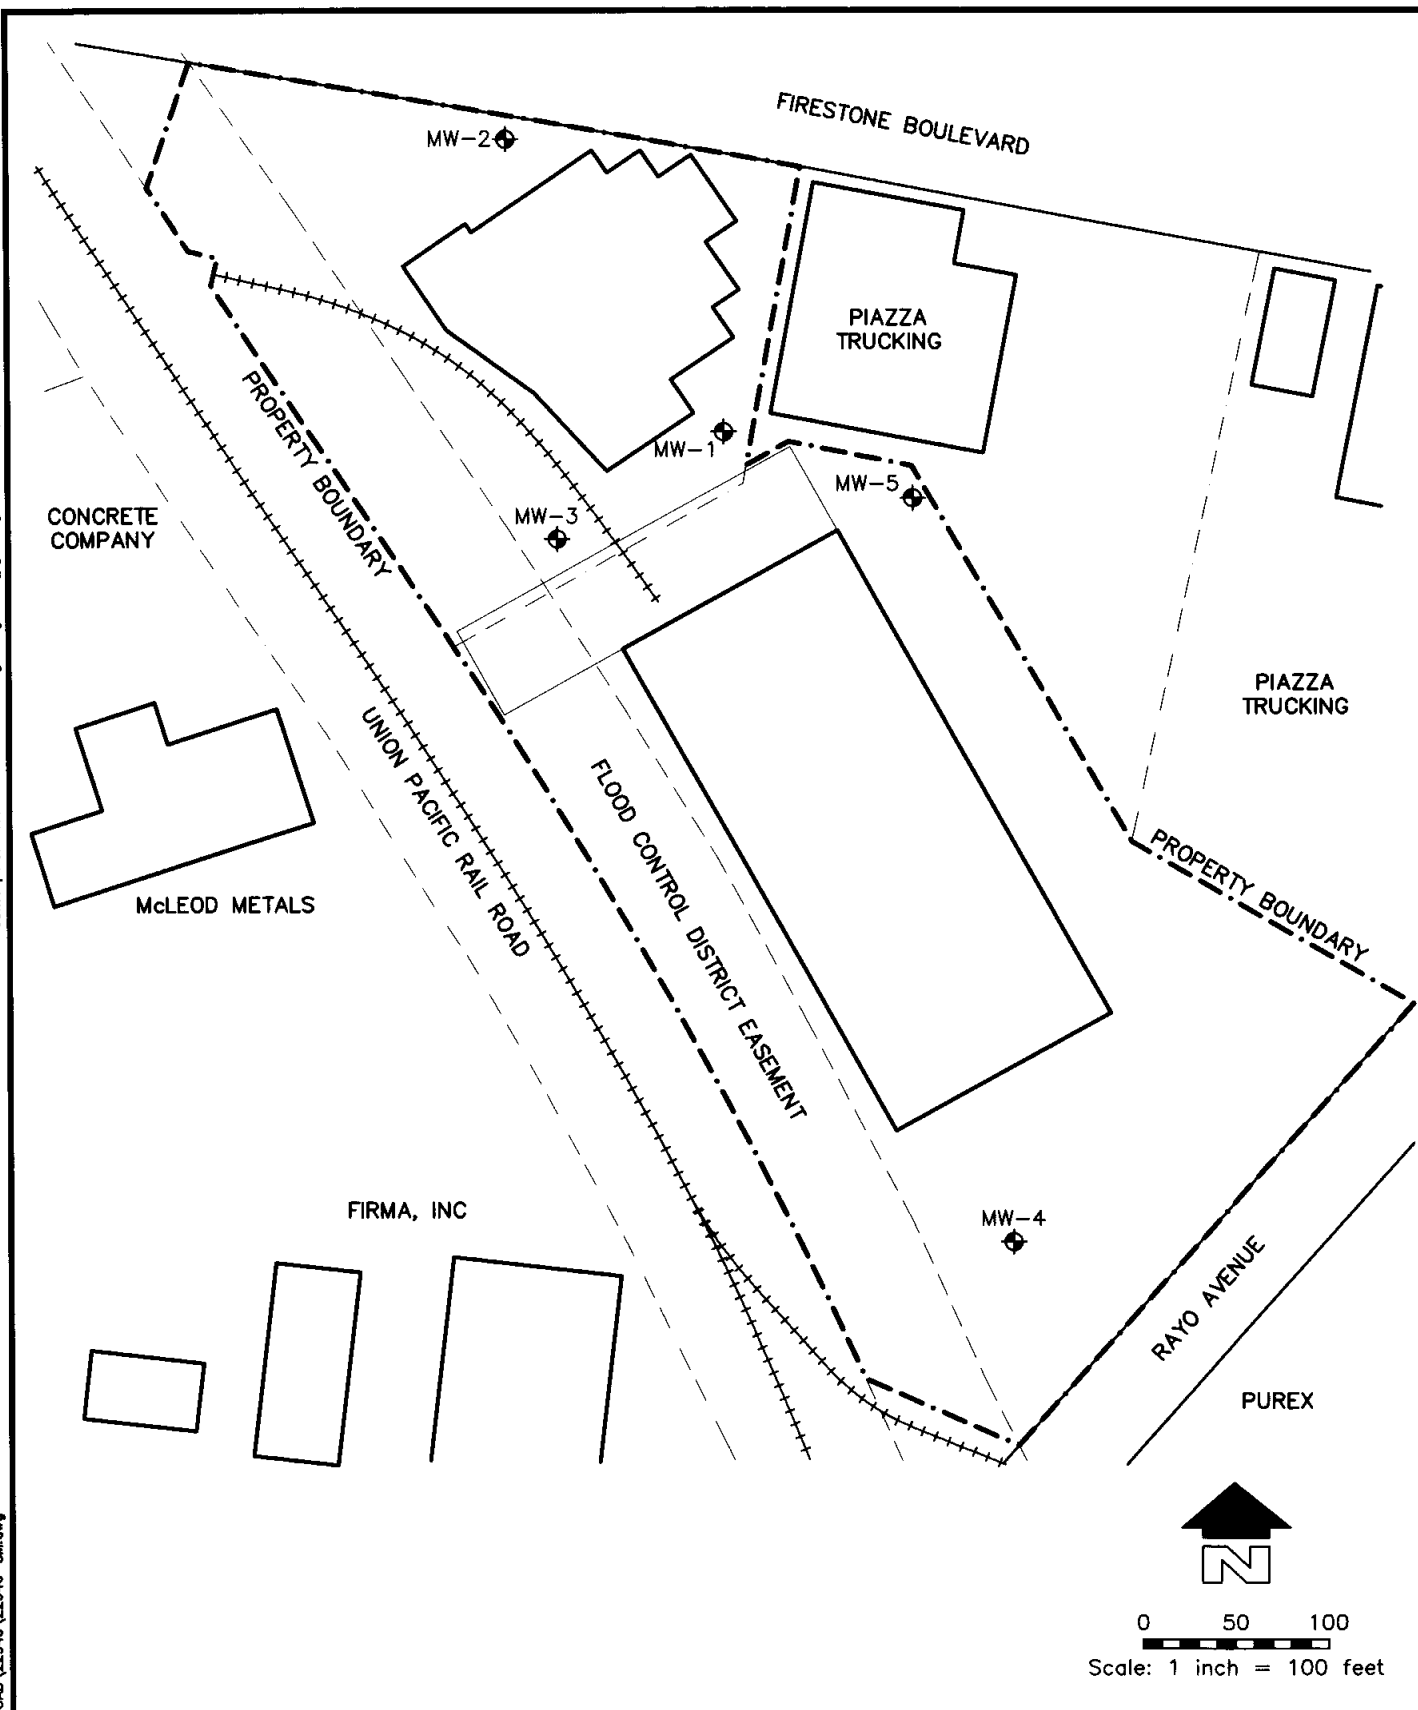 FIRESTONE BOULEVARD
MW-2
PIAZZA
TRUCKING
PROPERTY BOUNDARY
MW-1
MW-5
MW-3
CONCRETE
COMPANY
PIAZZA
TRUCKING
UNION PACIFIC RAIL ROAD
FLOOD CONTROL DISTRICT EASEMENT
PROPERTY BOUNDARY
McLEOD METALS
FIRMA, INC
MW-4
RAYO AVENUE
PUREX
N
0 50 100
Scale: 1 inch = 100 feet